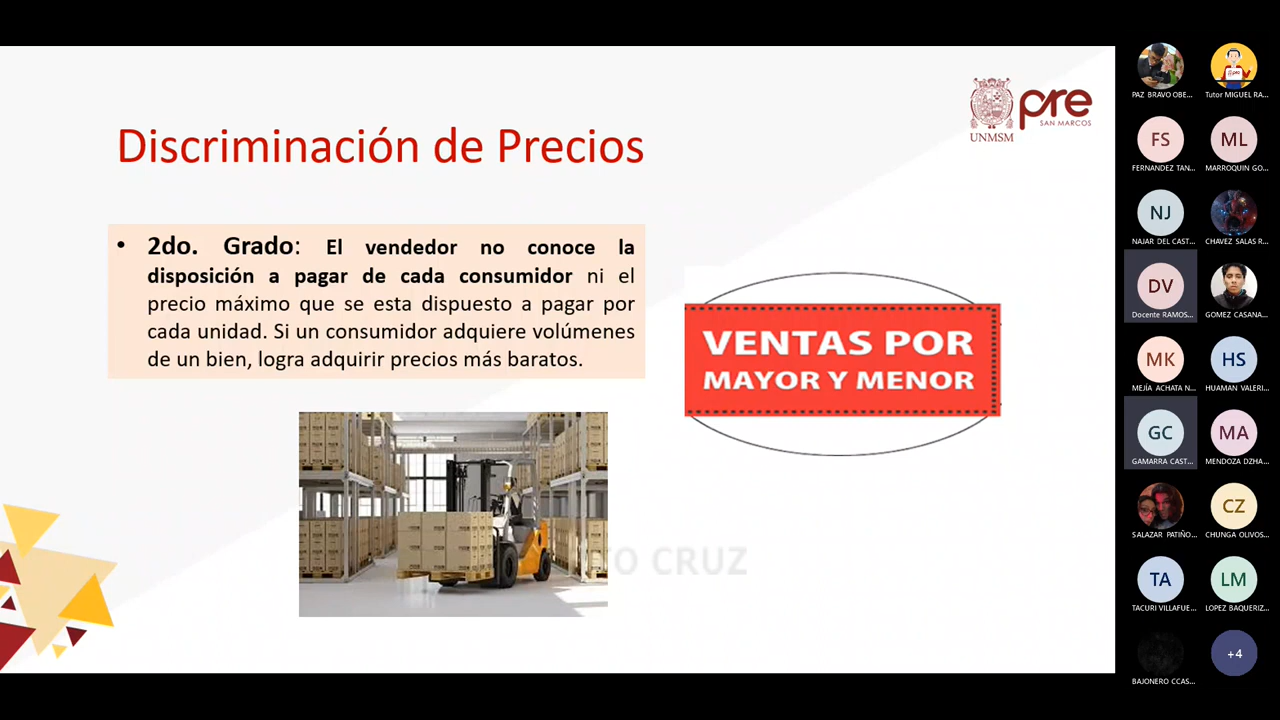 Discriminación de Precios
UNMSM
pre
SAN MARCOS
• 2do. Grado: El vendedor no conoce la
disposición a pagar de cada consumidor ni el
precio máximo que se esta dispuesto a pagar por
cada unidad. Si un consumidor adquiere volúmenes
de un bien, logra adquirir precios más baratos.
VENTAS POR
MAYOR Y MENOR
O CRUZ
PAZ BRAVO OBE...
Tutor MIGUEL RA...
FS
FERNANDEZ TAN...
ML
MARROQUIN GO...
NJ
NAJAR DEL CAST...
CHAVEZ SALAS R...
DV
Docente RAMOS...
GOMEZ CASANA...
MK
MEJÍA ACHATA N...
HS
HUAMAN VALERI...
GC
GAMARRA CAST...
MA
MENDOZA DZHA...
SALAZAR PATIÑO...
CZ
CHUNGA OLIVOS...
TA
TACURI VILLAFUE...
LM
LOPEZ BAQUERIZ...
BAJONERO CCAS...
+4